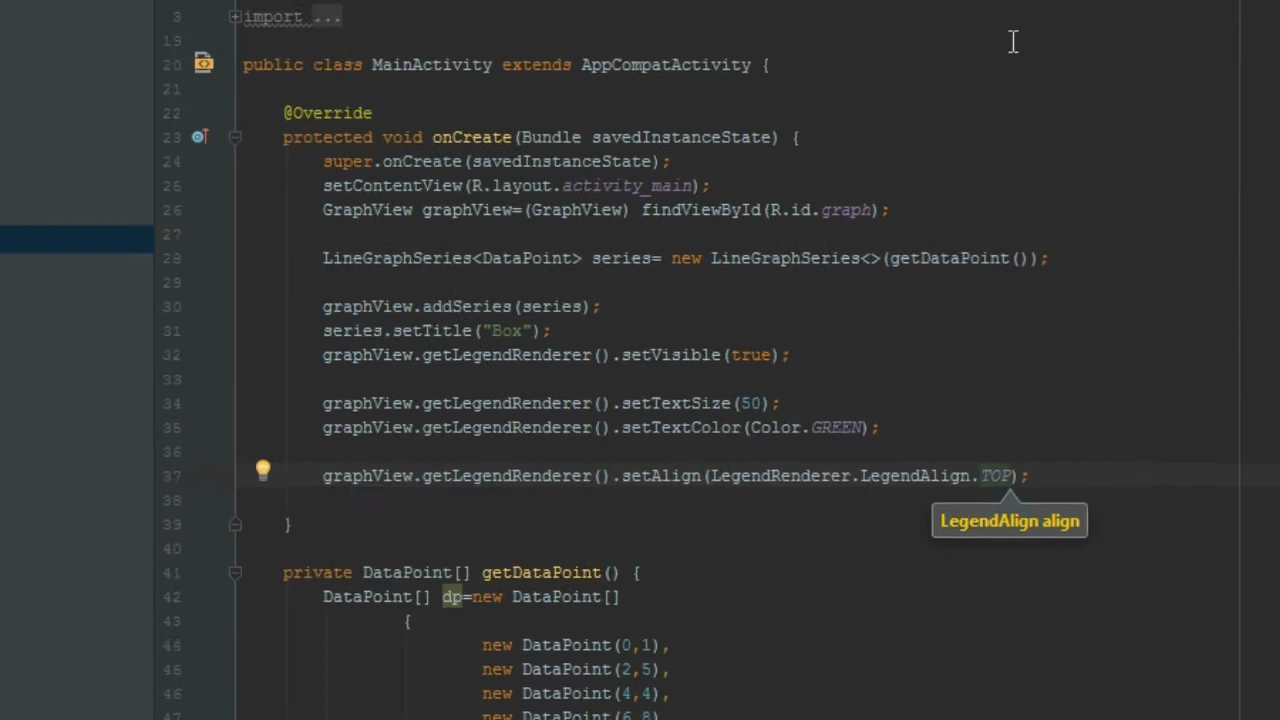 3 import ...
19
20 public class MainActivity extends AppCompatActivity {
21
22 @Override
23 protected void onCreate(Bundle savedInstanceState) {
24 super.onCreate(savedInstanceState);
25 setContentView(R.layout.activity_main);
26 GraphView graphView=(GraphView) findViewById(R.id.graph);
27
28 LineGraphSeries<DataPoint> series= new LineGraphSeries<>(getDataPoint());
29
30 graphView.addSeries(series);
31 series.setTitle("Box");
32 graphView.getLegendRenderer().setVisible(true);
33
34 graphView.getLegendRenderer().setTextSize(50);
35 graphView.getLegendRenderer().setTextColor(Color.GREEN);
36
37 graphView.getLegendRenderer().setAlign(LegendRenderer.LegendAlign.TOP);
38
LegendAlign align
39 }
40
41 private DataPoint[] getDataPoint() {
42 DataPoint[] dp=new DataPoint[]
43 {
44 new DataPoint(0,1),
45 new DataPoint(2,5),
46 new DataPoint(4,4),
47 new DataPoint(6,8)